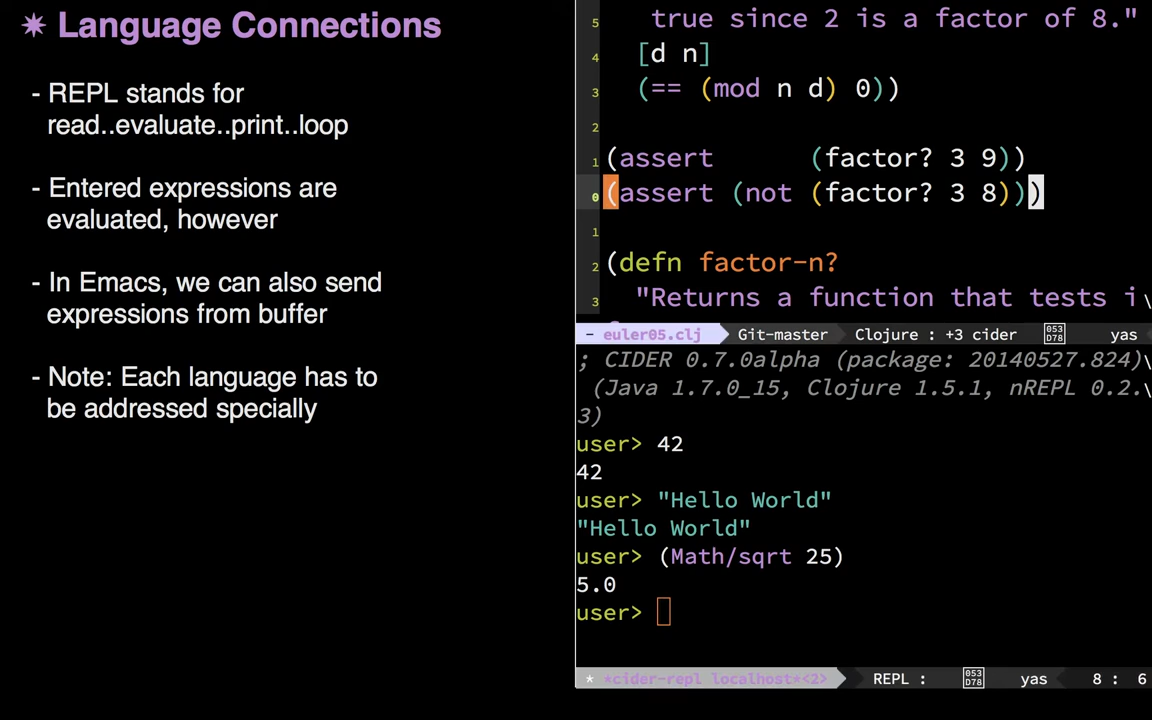 ✷ Language Connections
- REPL stands for
read..evaluate..print..loop
- Entered expressions are
evaluated, however
- In Emacs, we can also send
expressions from buffer
- Note: Each language has to
be addressed specially
5 true since 2 is a factor of 8."
4 [d n]
3 (== (mod n d) 0))
2
1 (assert (factor? 3 9))
0 (assert (not (factor? 3 8)))
1
2 (defn factor-n?
3 "Returns a function that tests i\
- euler05.clj Git-master Clojure : +3 cider 053D78 yas
; CIDER 0.7.0alpha (package: 20140527.824)\
(Java 1.7.0_15, Clojure 1.5.1, nREPL 0.2.\
3)
user> 42
42
user> "Hello World"
"Hello World"
user> (Math/sqrt 25)
5.0
user>
* *cider-repl localhost*<2> REPL : 053D78 yas 8 : 6